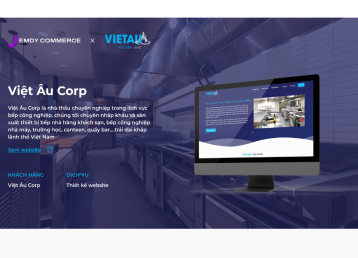 JEMDY COMMERCE × VIETAU
Việt Âu Corp
Việt Âu Corp là nhà thầu chuyên nghiệp trong lĩnh vực
bếp công nghiệp, chúng tôi chuyên nhập khẩu và sản
xuất thiết bị bếp nhà hàng khách sạn, bếp công nghiệp
nhà máy, trường học, canteen, quầy bar....trải dài khắp
lãnh thổ Việt Nam
Xem website
KHÁCH HÀNG DỊCH VỤ
Việt Âu Corp Thiết kế website